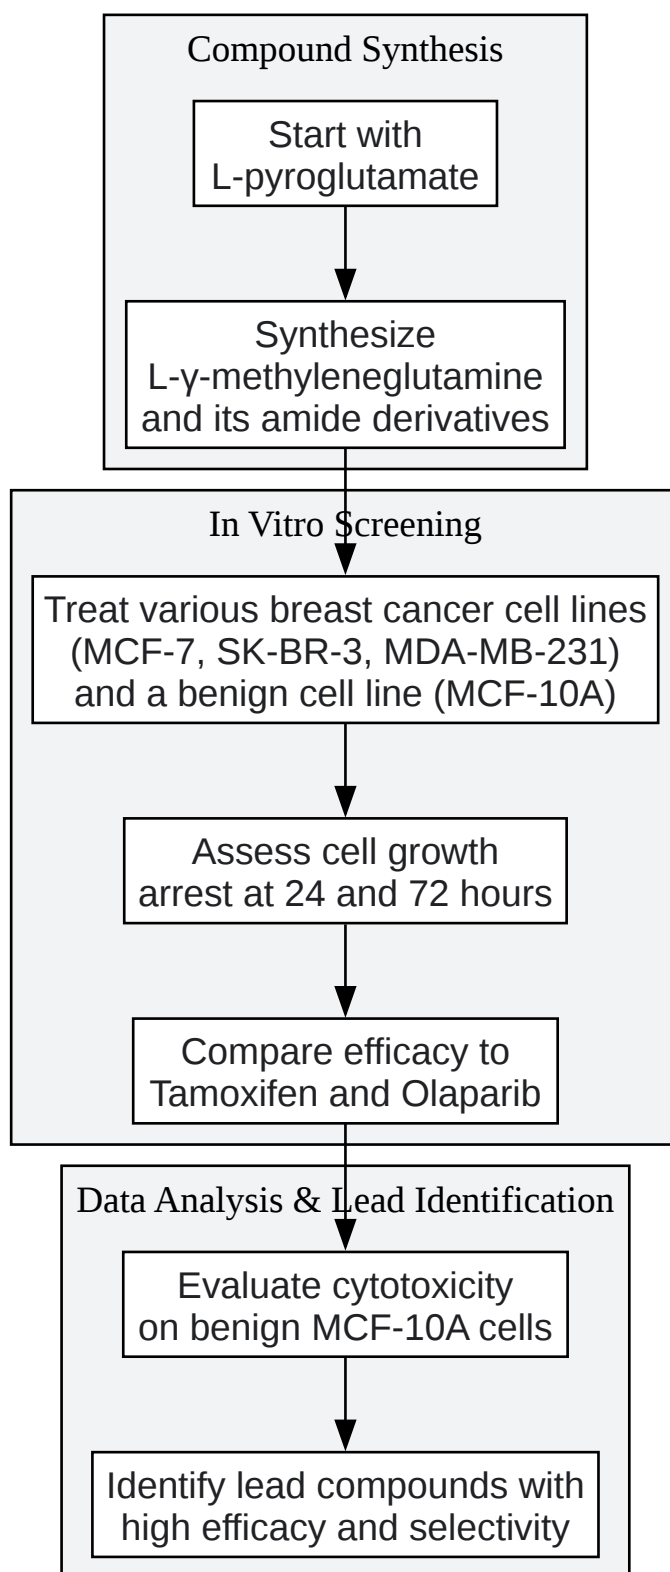 Compound Synthesis
Start with
L-pyroglutamate
Synthesize
L-γ-methyleneglutamine
and its amide derivatives
In Vitro Screening
Treat various breast cancer cell lines
(MCF-7, SK-BR-3, MDA-MB-231)
and a benign cell line (MCF-10A)
Assess cell growth
arrest at 24 and 72 hours
Compare efficacy to
Tamoxifen and Olaparib
Data Analysis & Lead Identification
Evaluate cytotoxicity
on benign MCF-10A cells
Identify lead compounds with
high efficacy and selectivity